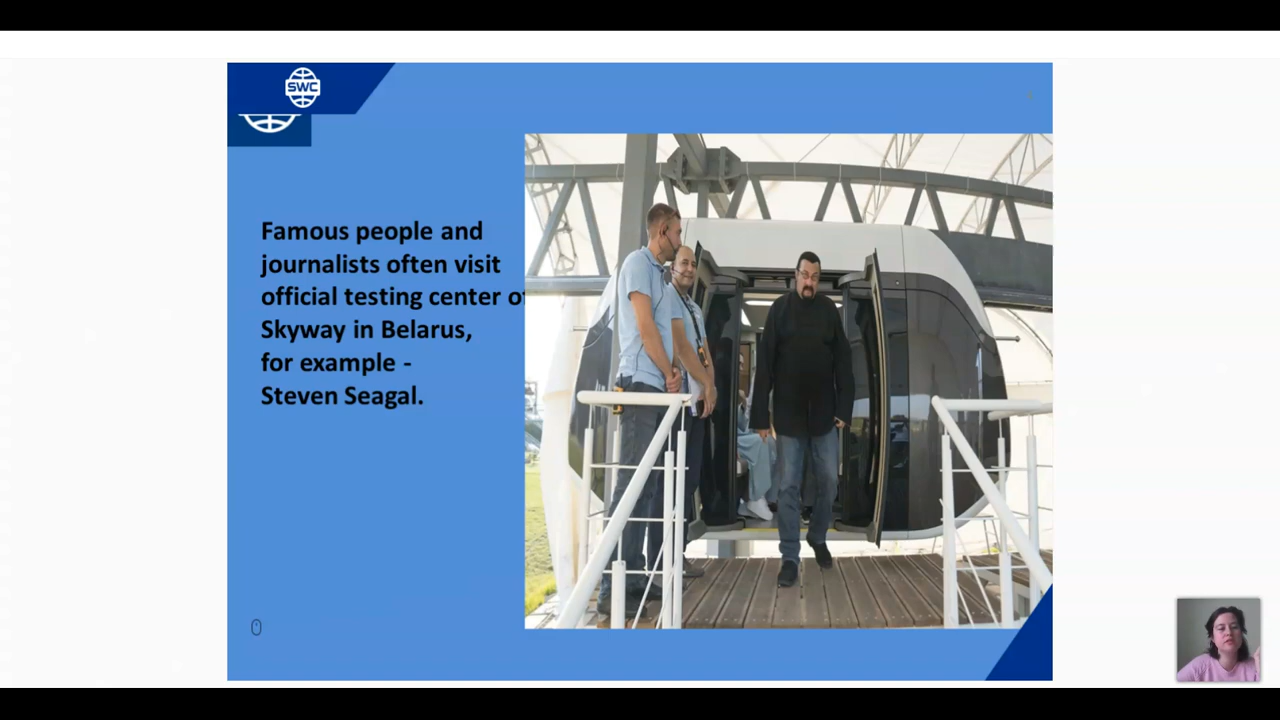 SWC
Famous people and
journalists often visit
official testing center of
Skyway in Belarus,
for example -
Steven Seagal.